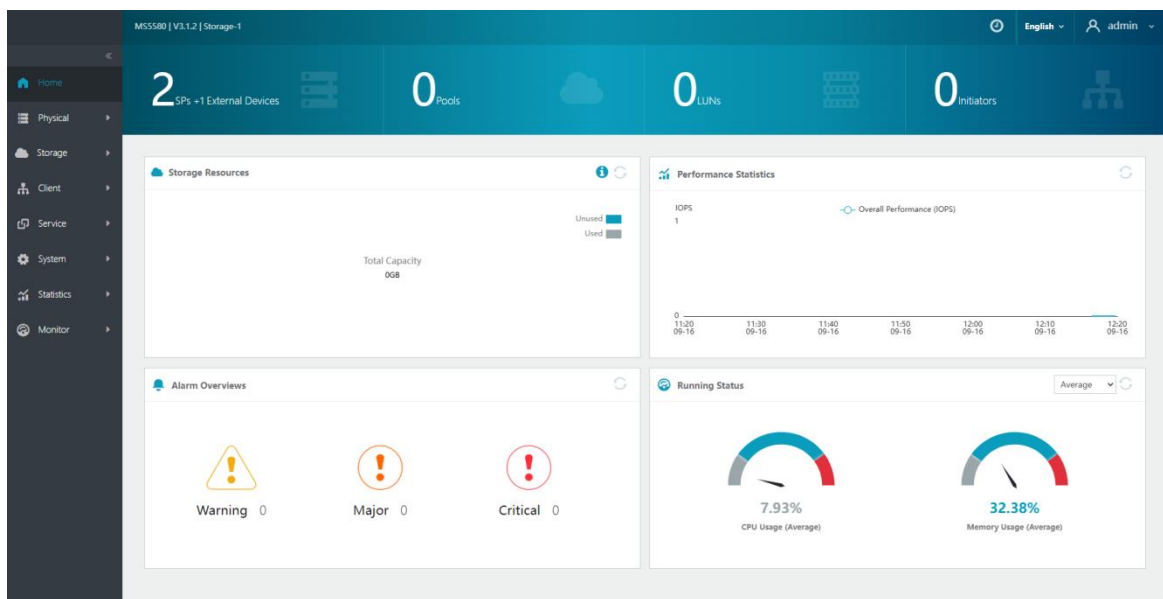 MS5580 | V3.1.2 | Storage-1
English
admin
Home
Physical
Storage
Client
Service
System
Statistics
Monitor
2 SPs +1 External Devices
0 Pools
0 LUNs
0 Initiators
Storage Resources
Unused
Used
Total Capacity
0GB
Performance Statistics
IOPS
Overall Performance (IOPS)
1
0
11:20 11:30 11:40 11:50 12:00 12:10 12:20
09-16 09-16 09-16 09-16 09-16 09-16 09-16
Alarm Overviews
Warning 0
Major 0
Critical 0
Running Status
Average
7.93%
CPU Usage (Average)
32.38%
Memory Usage (Average)